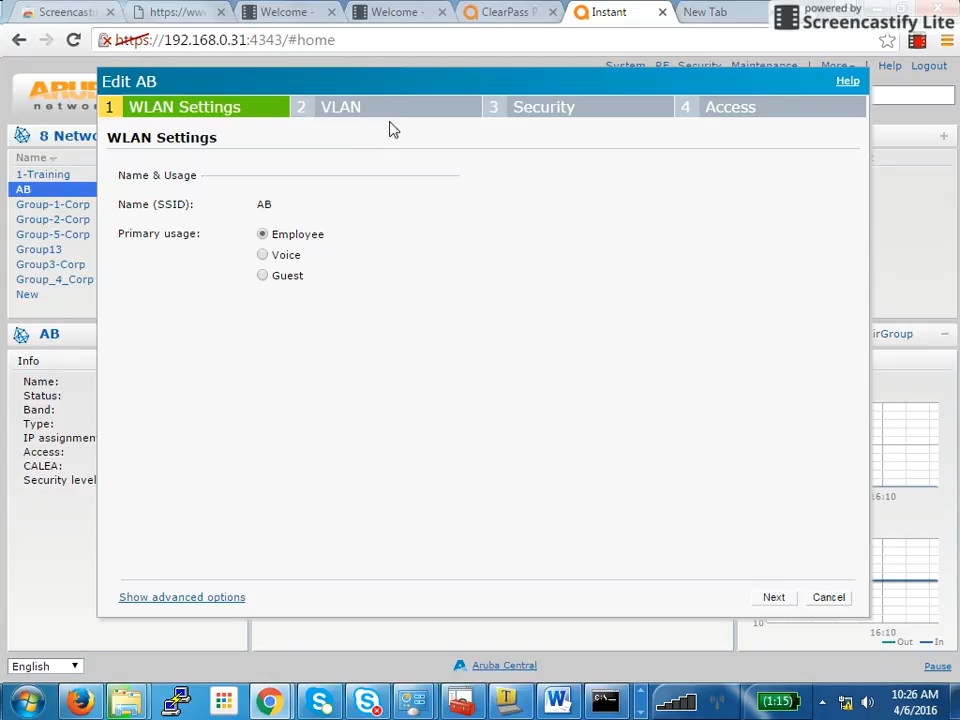 Screencast
https://www.
Welcome -
Welcome -
ClearPass P
Instant
New Tab
powered by
Screencastify Lite
https://192.168.0.31:4343/#home
System RF Security Maintenance More Help Logout
networks
Edit AB
Help
1 WLAN Settings
2 VLAN
3 Security
4 Access
8 Netwo
Name
1-Training
AB
Group-1-Corp
Group-2-Corp
Group-5-Corp
Group13
Group3-Corp
Group_4_Corp
New
WLAN Settings
Name & Usage
Name (SSID): AB
Primary usage: Employee
Voice
Guest
AB
irGroup
Info
Name:
Status:
Band:
Type:
IP assignmen
Access:
CALEA:
Security level
16:10
Show advanced options
Next
Cancel
10
16:10
Out In
English
Aruba Central
Pause
(1:15)
10:26 AM
4/6/2016